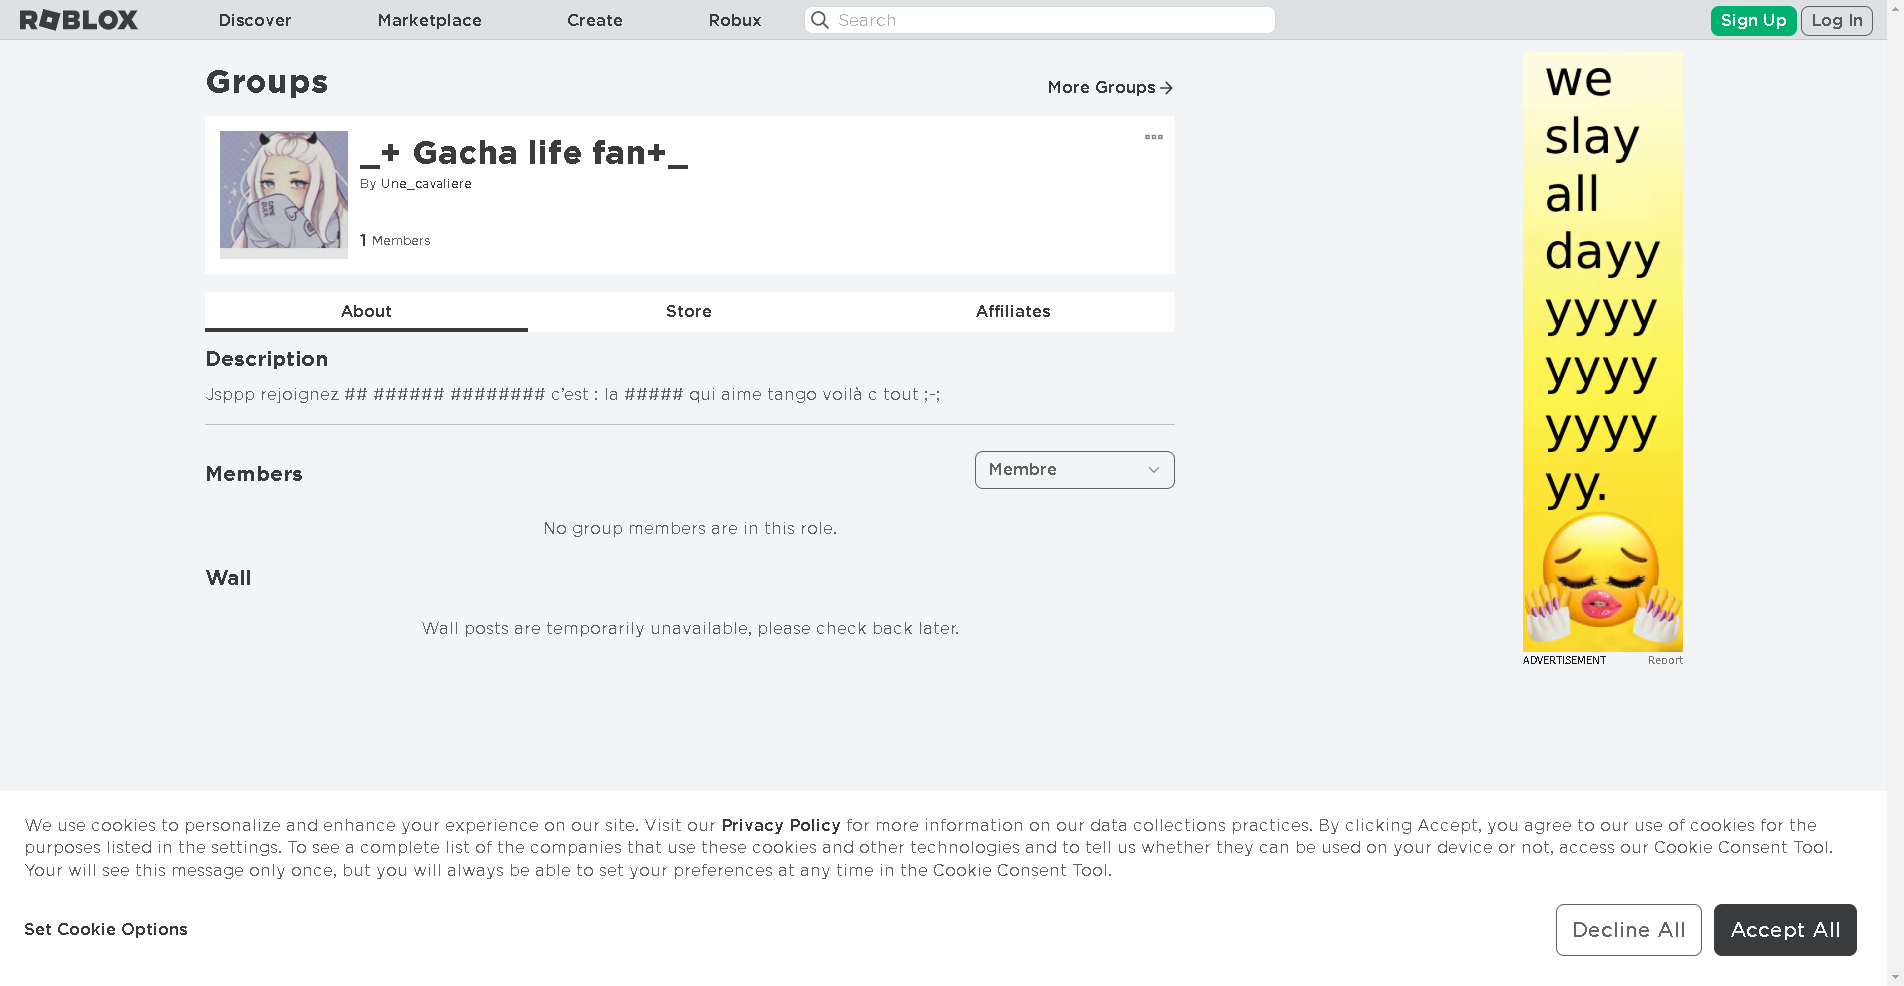 ROBLOX Discover Marketplace Create Robux Search Sign Up Log In
Groups
More Groups
_+ Gacha life fan+_
By Une_cavaliere
1 Members
About Store Affiliates
Description
Jsppp rejoignez ## ###### ######## c’est : la ##### qui aime tango voilà c tout ;-;
Members
Membre
No group members are in this role.
Wall
Wall posts are temporarily unavailable, please check back later.
we
slay
all
dayy
yyyy
yyyy
yyyy
yy.
ADVERTISEMENT Report
We use cookies to personalize and enhance your experience on our site. Visit our Privacy Policy for more information on our data collections practices. By clicking Accept, you agree to our use of cookies for the
purposes listed in the settings. To see a complete list of the companies that use these cookies and other technologies and to tell us whether they can be used on your device or not, access our Cookie Consent Tool.
Your will see this message only once, but you will always be able to set your preferences at any time in the Cookie Consent Tool.
Set Cookie Options
Decline All Accept All